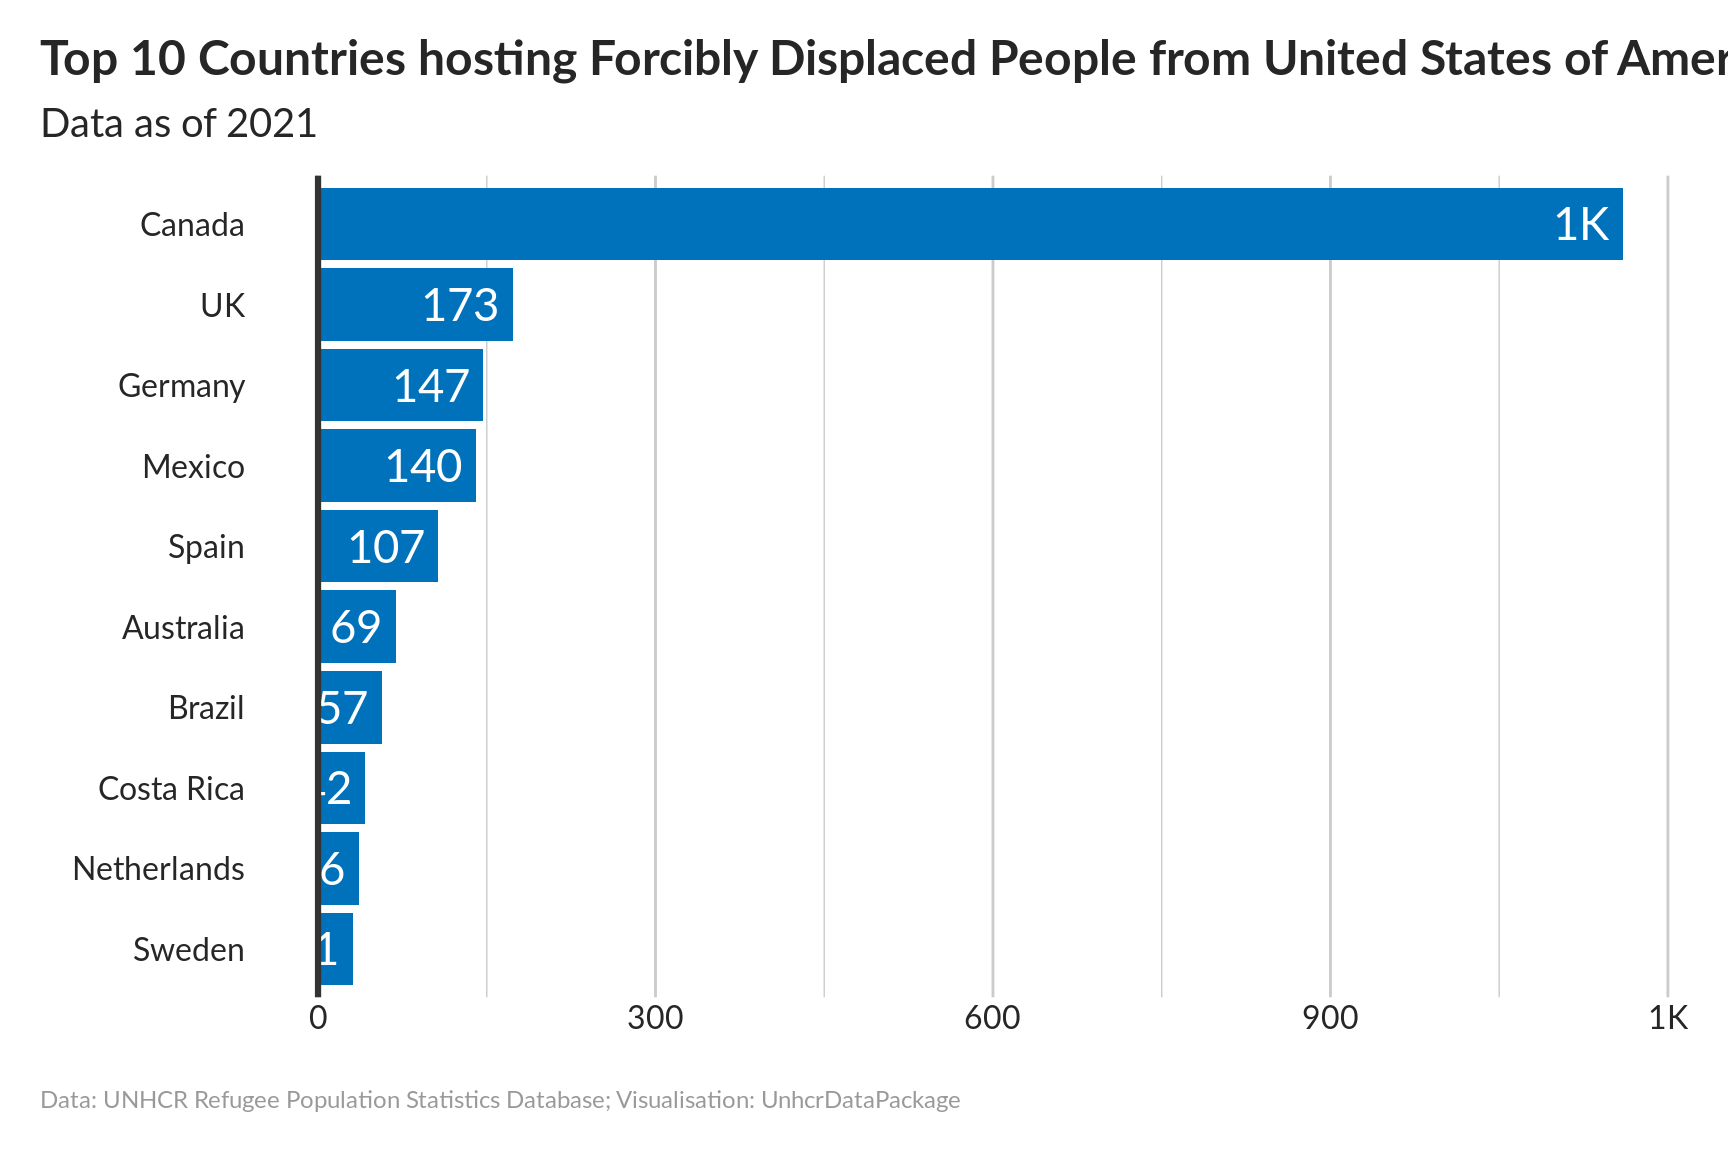 Top 10 Countries hosting Forcibly Displaced People from United States of Amer
Data as of 2021
Canada 1K
UK 173
Germany 147
Mexico 140
Spain 107
Australia 69
Brazil 57
Costa Rica 2
Netherlands 6
Sweden 1
0 300 600 900 1K
Data: UNHCR Refugee Population Statistics Database; Visualisation: UnhcrDataPackage